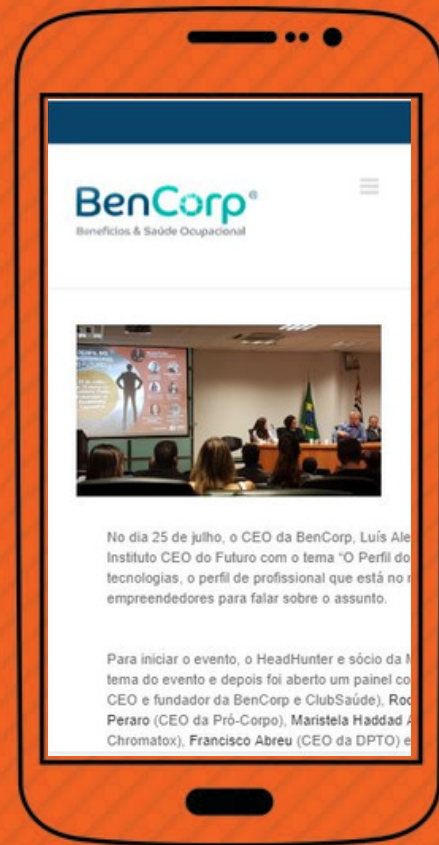 BenCorp®
Benefícios & Saúde Ocupacional
No dia 25 de julho, o CEO da BenCorp, Luís Ale
Instituto CEO do Futuro com o tema “O Perfil do
tecnologias, o perfil de profissional que está no
empreendedores para falar sobre o assunto.
Para iniciar o evento, o HeadHunter e sócio da
tema do evento e depois foi aberto um painel co
CEO e fundador da BenCorp e ClubSaúde), Roc
Peraro (CEO da Pró-Corpo), Maristela Haddad A
Chromatox), Francisco Abreu (CEO da DPTO) e